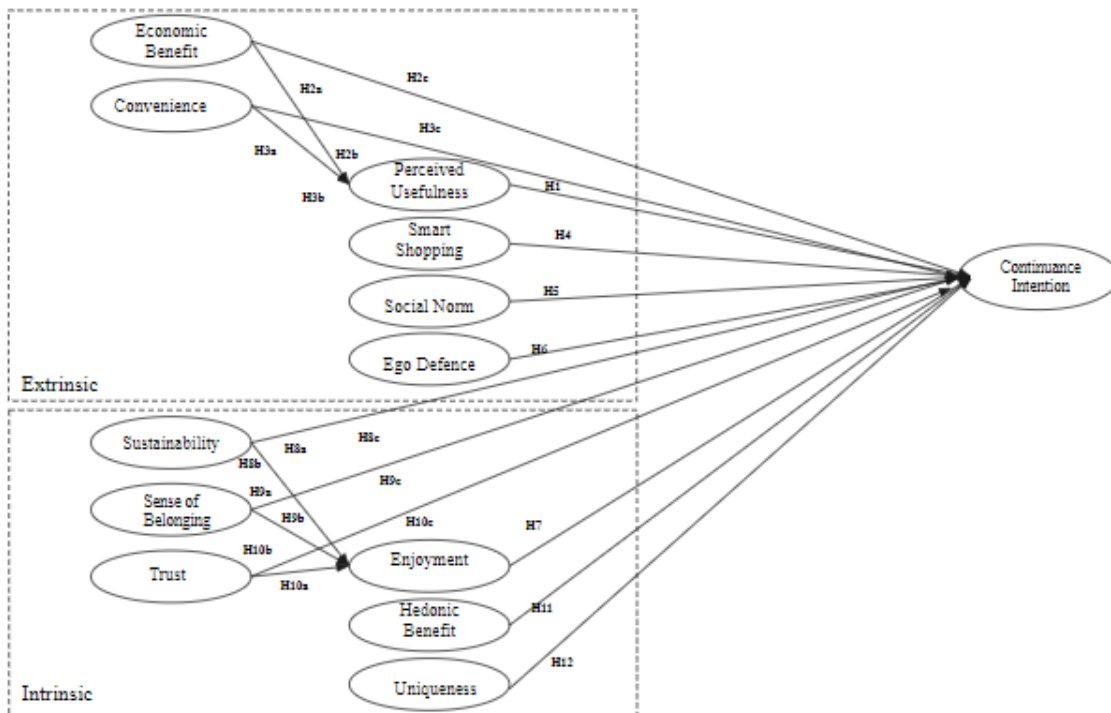 Economic
Benefit
H2c
H2a
Convenience
H3c
H3a
H2b
Perceived
Usefulness
H1
H3b
Smart
Shopping
H4
Continuance
Intention
Social Norm
H5
H6
Ego Defence
Extrinsic
Sustainability
H8c
H8a
H8b
H9c
H9a
Sense of
Belonging
H9b
H10c
H7
H10b
Trust
Enjoyment
H10a
Hedonic
Benefit
H11
H12
Uniqueness
Intrinsic